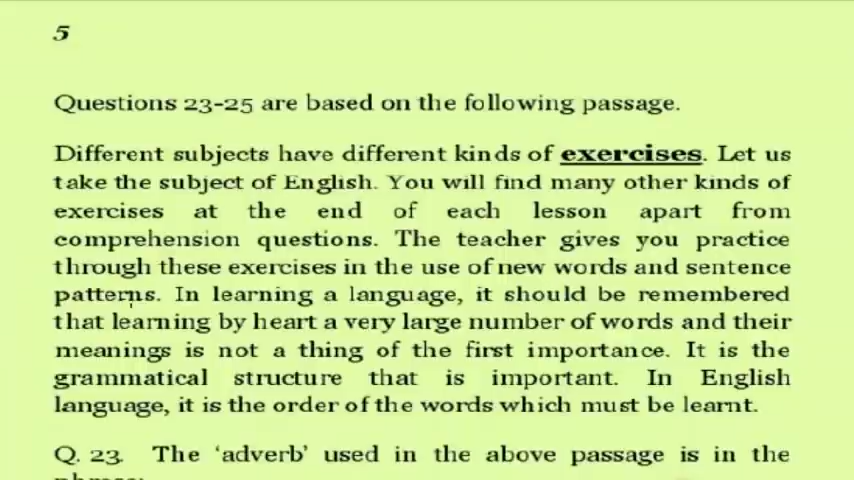 5
Questions 23-25 are based on the following passage.
Different subjects have different kinds of exercises. Let us
take the subject of English. You will find many other kinds of
exercises at the end of each lesson apart from
comprehension questions. The teacher gives you practice
through these exercises in the use of new words and sentence
patterns. In learning a language, it should be remembered
that learning by heart a very large number of words and their
meanings is not a thing of the first importance. It is the
grammatical structure that is important. In English
language, it is the order of the words which must be learnt.
Q. 23. The 'adverb' used in the above passage is in the